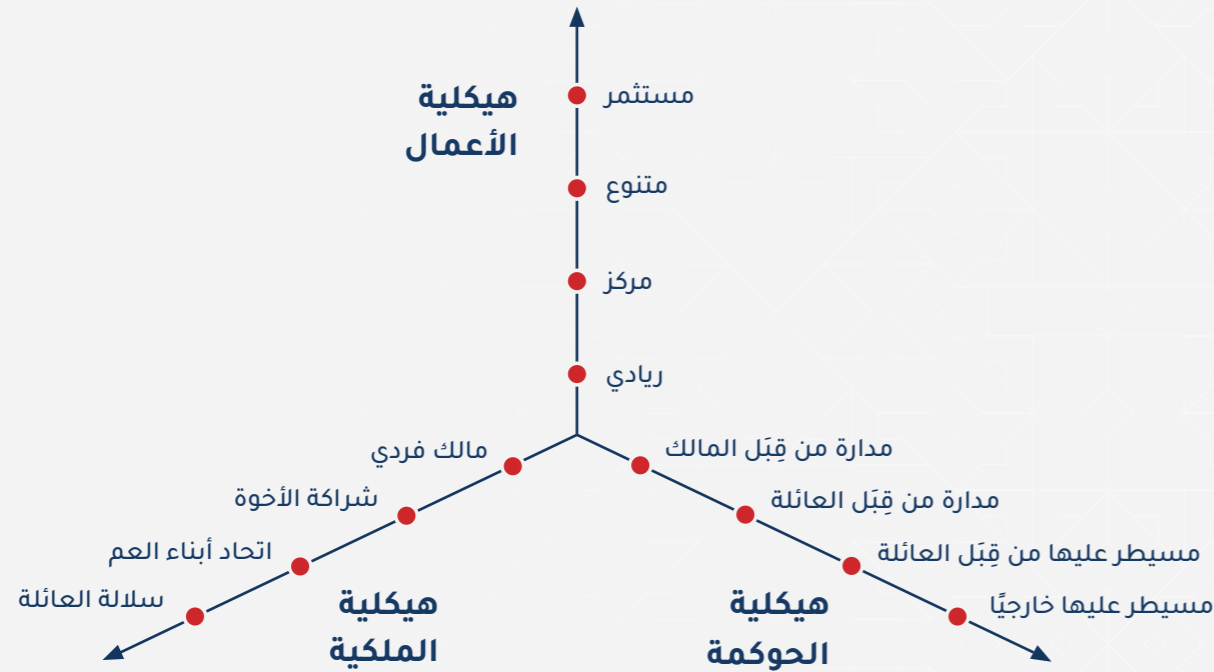 هيكلية
الأعمال
مستثمر
متنوع
مركز
ريادي
مدارة من قِبَل المالك
مدارة من قِبَل العائلة
مسيطر عليها من قِبَل العائلة
مسيطر عليها خارجيًا
هيكلية
الحوكمة
مالك فردي
شراكة الأخوة
اتحاد أبناء العم
سلالة العائلة
هيكلية
الملكية